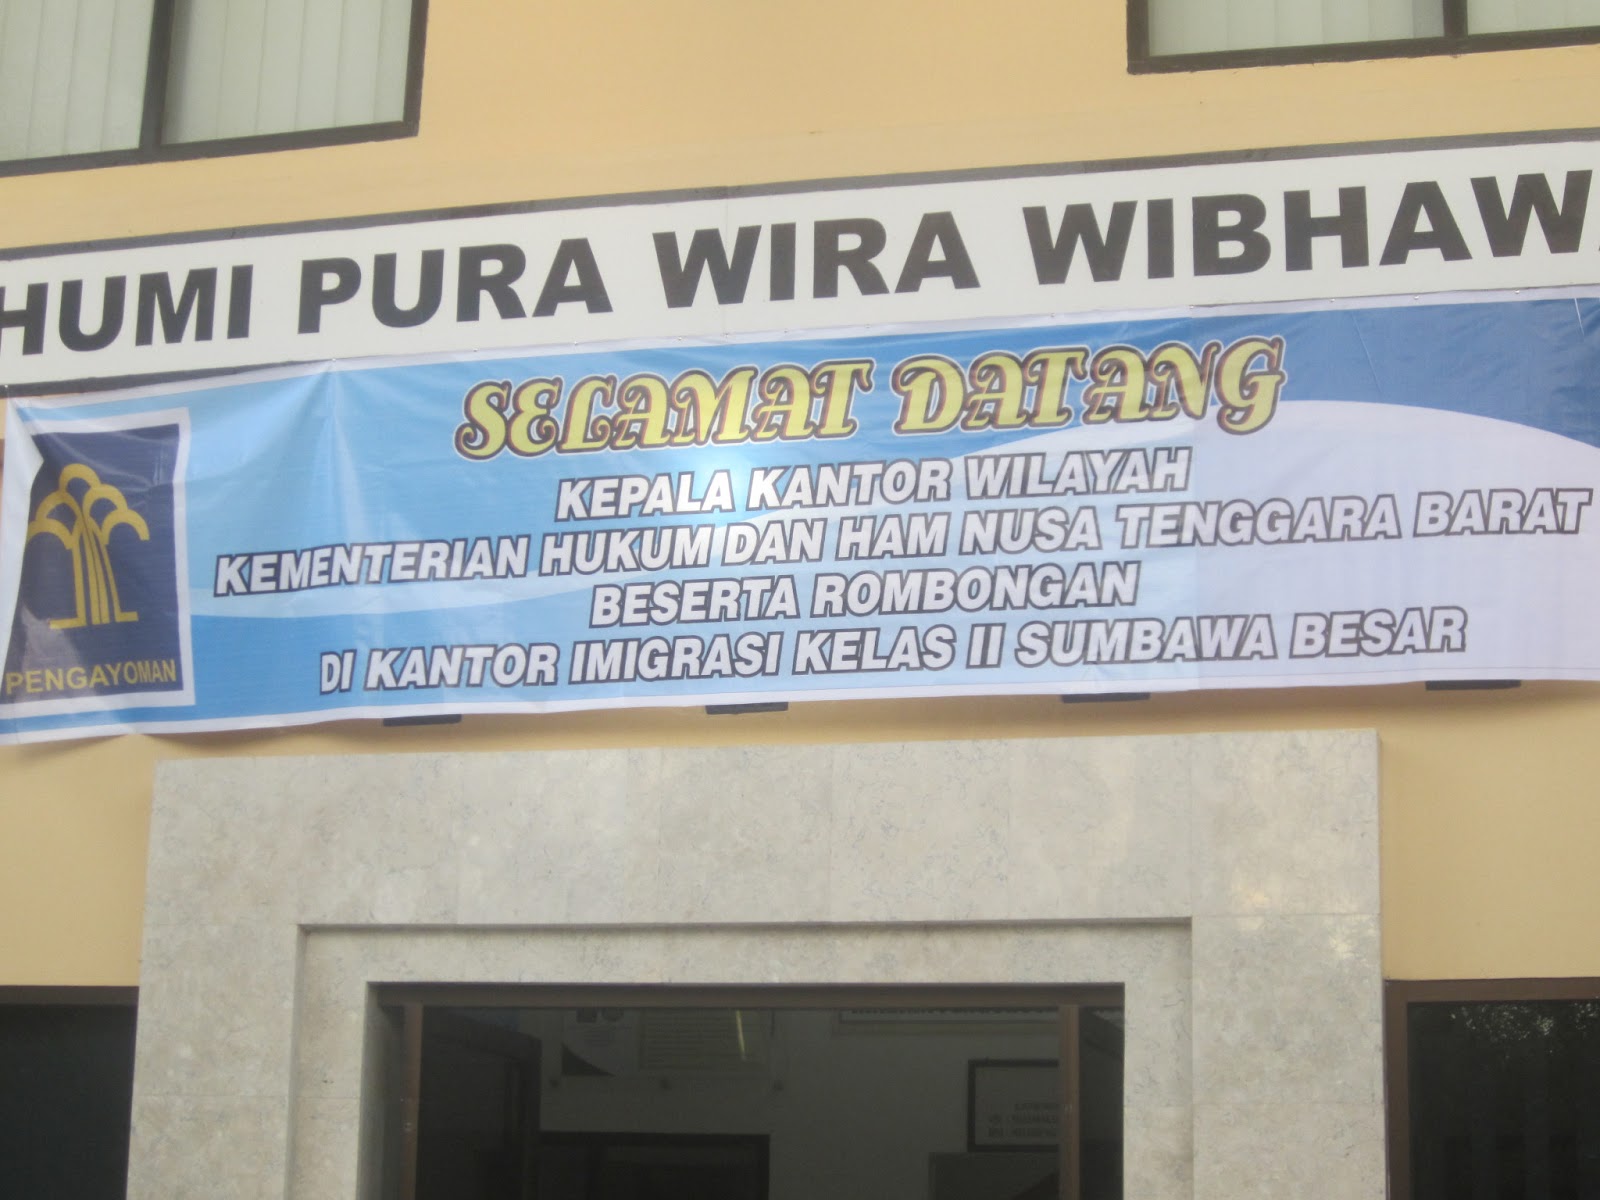 HUMI PURA WIRA WIBHAW
SELAMAT DATANG
KEPALA KANTOR WILAYAH
KEMENTERIAN HUKUM DAN HAM NUSA TENGGARA BARAT
BESERTA ROMBONGAN
DI KANTOR IMIGRASI KELAS II SUMBAWA BESAR
PENGAYOMAN